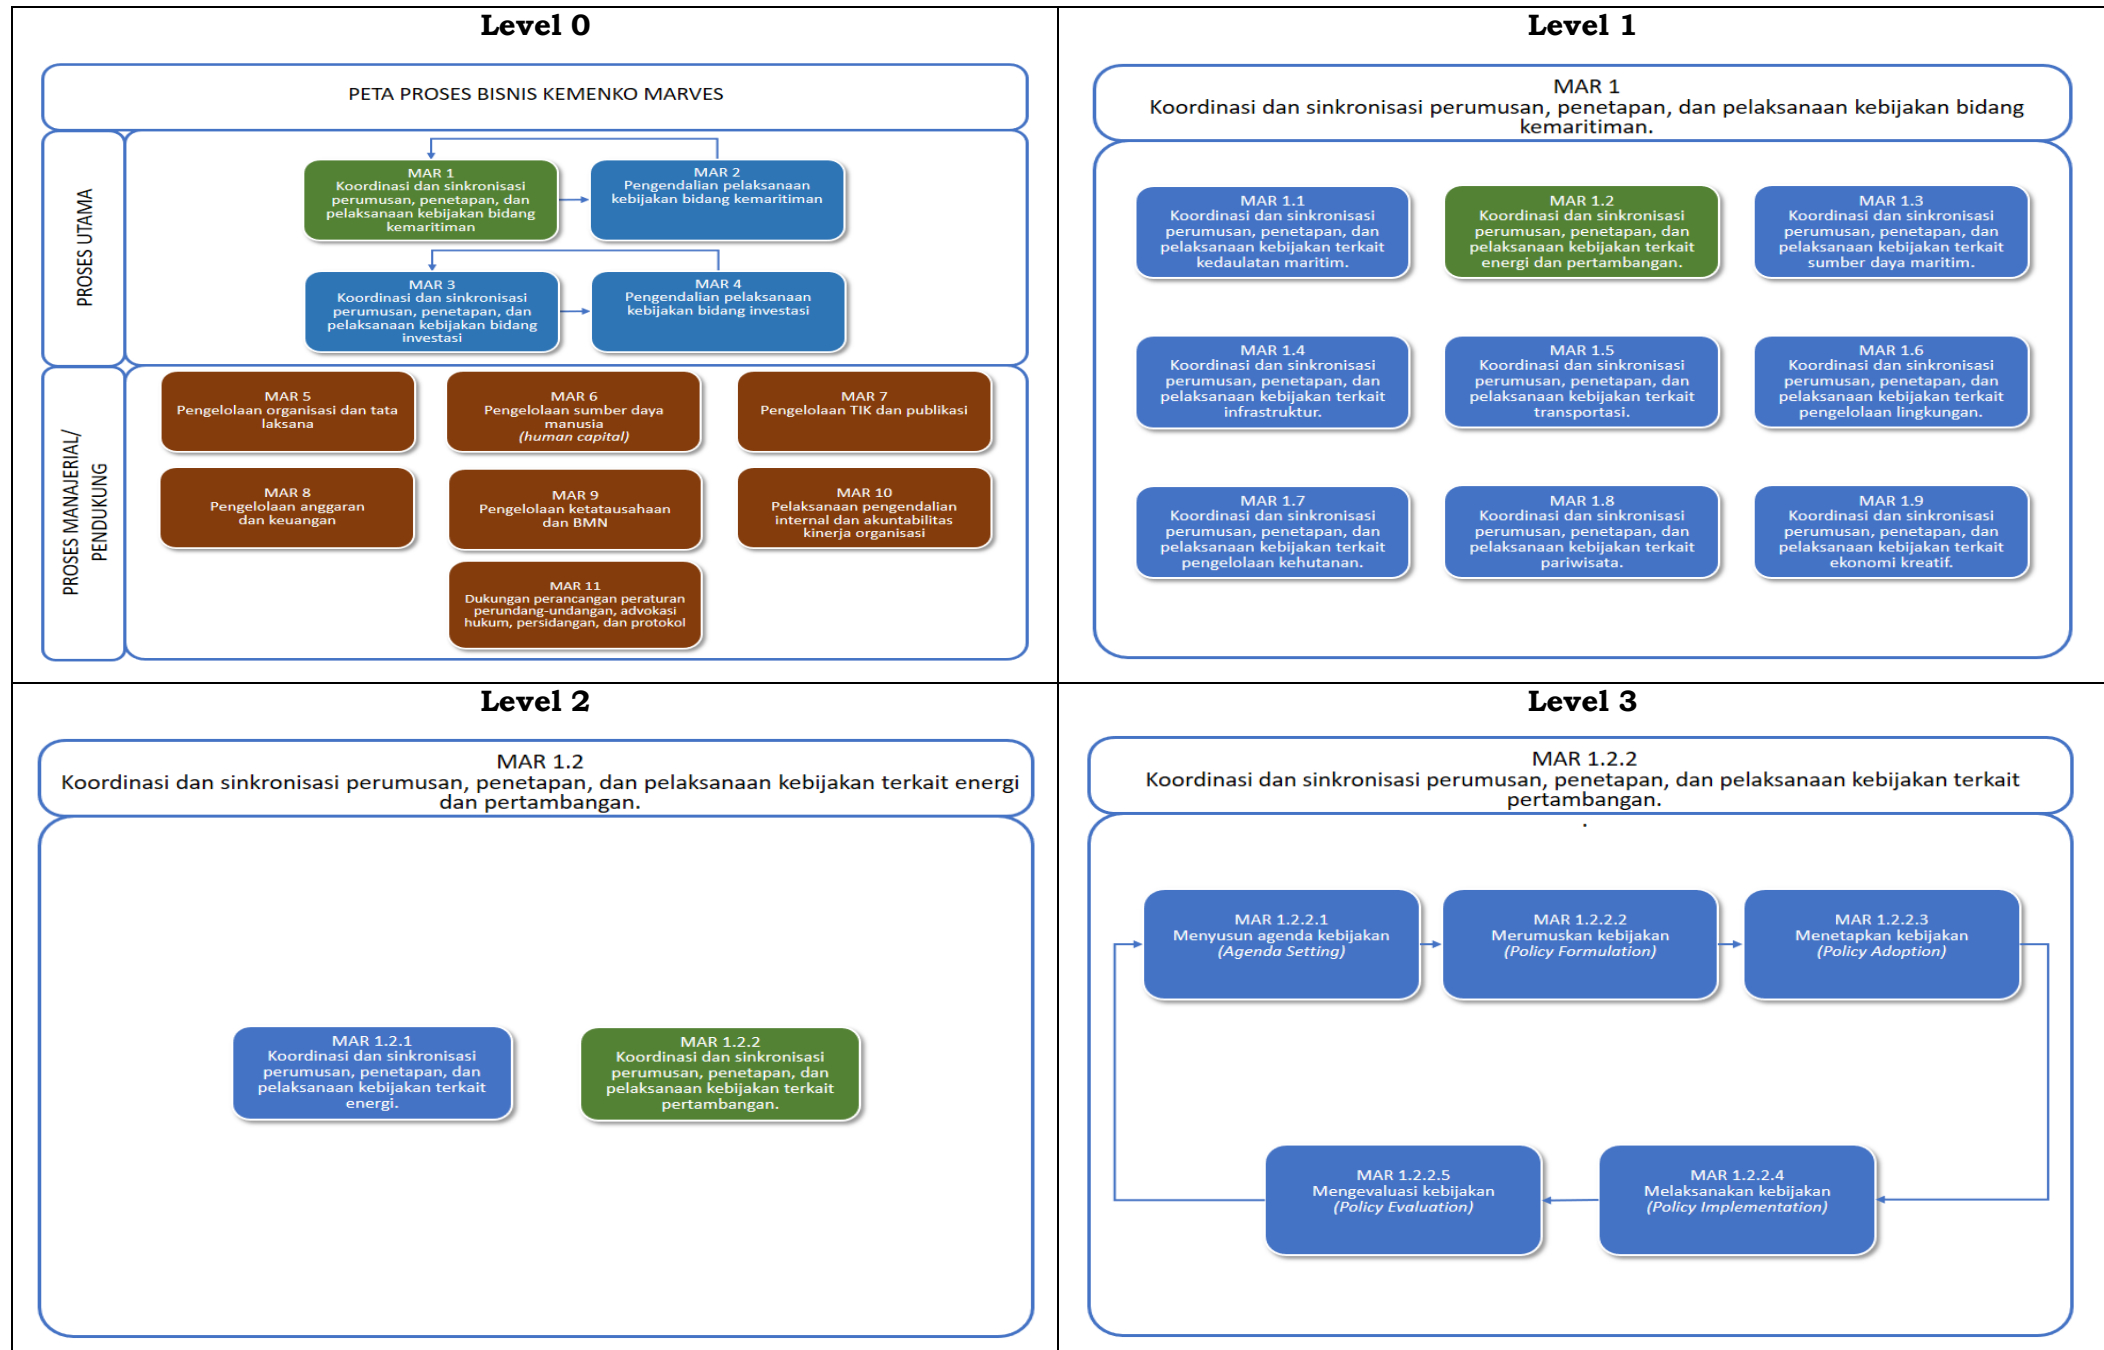 Level 0
PETA PROSES BISNIS KEMENKO MARVES
PROSES UTAMA
MAR 1
Koordinasi dan sinkronisasi
perumusan, penetapan, dan
pelaksanaan kebijakan bidang
kemaritiman
MAR 2
Pengendalian pelaksanaan
kebijakan bidang kemaritiman
MAR 3
Koordinasi dan sinkronisasi
perumusan, penetapan, dan
pelaksanaan kebijakan bidang
investasi
MAR 4
Pengendalian pelaksanaan
kebijakan bidang investasi
PROSES MANAJERIAL/
PENDUKUNG
MAR 5
Pengelolaan organisasi dan tata
laksana
MAR 6
Pengelolaan sumber daya
manusia
(human capital)
MAR 7
Pengelolaan TIK dan publikasi
MAR 8
Pengelolaan anggaran
dan keuangan
MAR 9
Pengelolaan ketatausahaan
dan BMN
MAR 10
Pelaksanaan pengendalian
internal dan akuntabilitas
kinerja organisasi
MAR 11
Dukungan perancangan peraturan
perundang-undangan, advokasi
hukum, persidangan, dan protokol
Level 1
MAR 1
Koordinasi dan sinkronisasi perumusan, penetapan, dan pelaksanaan kebijakan bidang
kemaritiman.
MAR 1.1
Koordinasi dan sinkronisasi
perumusan, penetapan, dan
pelaksanaan kebijakan terkait
kedaulatan maritim.
MAR 1.2
Koordinasi dan sinkronisasi
perumusan, penetapan, dan
pelaksanaan kebijakan terkait
energi dan pertambangan.
MAR 1.3
Koordinasi dan sinkronisasi
perumusan, penetapan, dan
pelaksanaan kebijakan terkait
sumber daya maritim.
MAR 1.4
Koordinasi dan sinkronisasi
perumusan, penetapan, dan
pelaksanaan kebijakan terkait
infrastruktur.
MAR 1.5
Koordinasi dan sinkronisasi
perumusan, penetapan, dan
pelaksanaan kebijakan terkait
transportasi.
MAR 1.6
Koordinasi dan sinkronisasi
perumusan, penetapan, dan
pelaksanaan kebijakan terkait
pengelolaan lingkungan.
MAR 1.7
Koordinasi dan sinkronisasi
perumusan, penetapan, dan
pelaksanaan kebijakan terkait
pengelolaan kehutanan.
MAR 1.8
Koordinasi dan sinkronisasi
perumusan, penetapan, dan
pelaksanaan kebijakan terkait
pariwisata.
MAR 1.9
Koordinasi dan sinkronisasi
perumusan, penetapan, dan
pelaksanaan kebijakan terkait
ekonomi kreatif.
Level 2
MAR 1.2
Koordinasi dan sinkronisasi perumusan, penetapan, dan pelaksanaan kebijakan terkait energi
dan pertambangan.
MAR 1.2.1
Koordinasi dan sinkronisasi
perumusan, penetapan, dan
pelaksanaan kebijakan terkait
energi.
MAR 1.2.2
Koordinasi dan sinkronisasi
perumusan, penetapan, dan
pelaksanaan kebijakan terkait
pertambangan.
Level 3
MAR 1.2.2
Koordinasi dan sinkronisasi perumusan, penetapan, dan pelaksanaan kebijakan terkait
pertambangan.
.
MAR 1.2.2.1
Menyusun agenda kebijakan
(Agenda Setting)
MAR 1.2.2.2
Merumuskan kebijakan
(Policy Formulation)
MAR 1.2.2.3
Menetapkan kebijakan
(Policy Adoption)
MAR 1.2.2.5
Mengevaluasi kebijakan
(Policy Evaluation)
MAR 1.2.2.4
Melaksanakan kebijakan
(Policy Implementation)